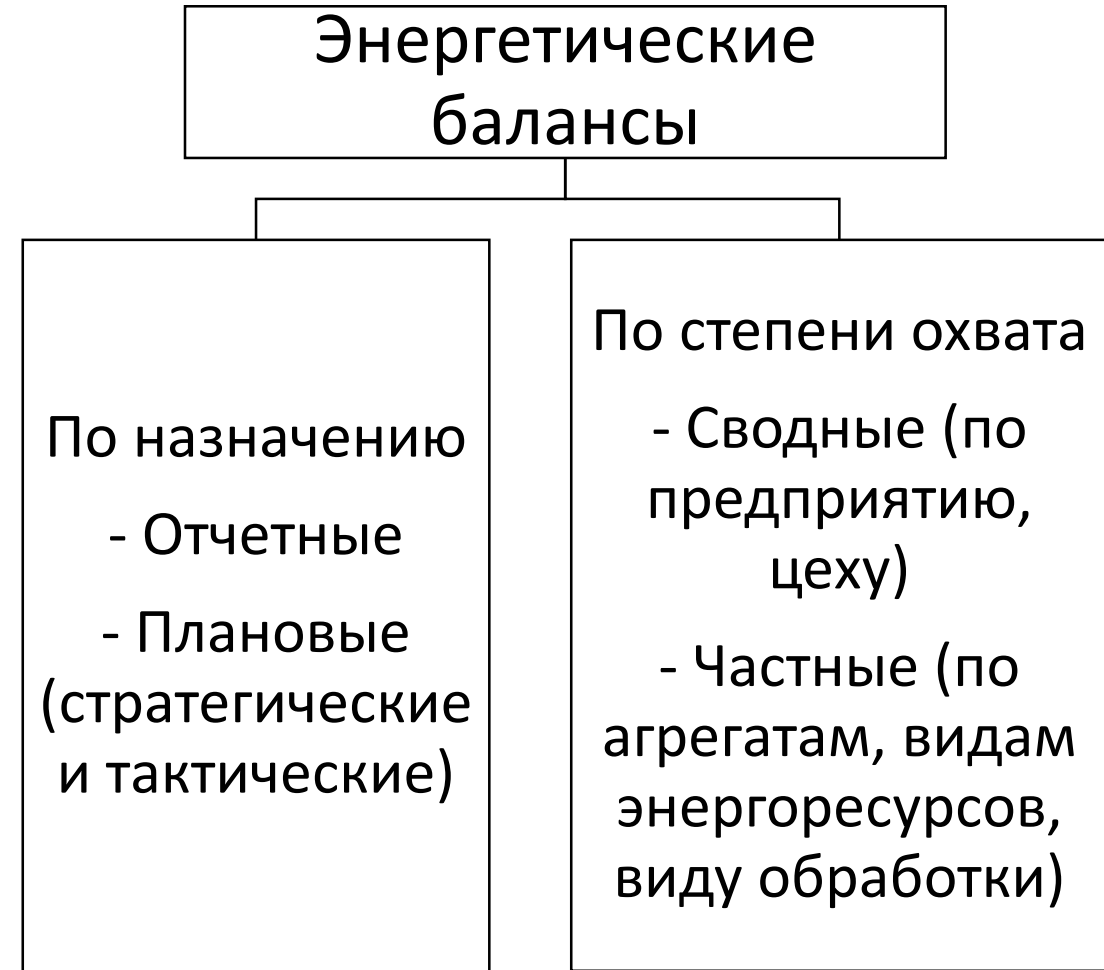 Энергетические
балансы
По назначению
- Отчетные
- Плановые
(стратегические
и тактические)
По степени охвата
- Сводные (по
предприятию,
цеху)
- Частные (по
агрегатам, видам
энергоресурсов,
виду обработки)